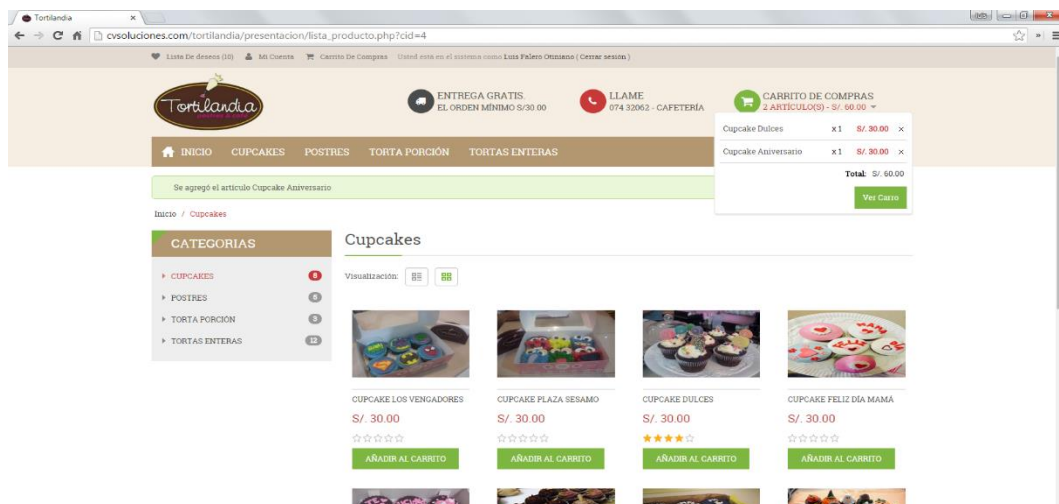 Tortilandia
cvsoluciones.com/tortilandia/presentacion/lista_producto.php?cid=4
Lista De deseos (10) Mi Cuenta Carrito De Compras Usted está en el sistema como Luis Falero Otiniano ( Cerrar sesión )
Tortilandia
ENTREGA GRATIS.
EL ORDEN MÍNIMO S/30.00
LLAME
074 32062 - CAFETERÍA
CARRITO DE COMPRAS
2 ARTÍCULO(S) - S/. 60.00
Cupcake Dulces x 1 S/. 30.00 ×
Cupcake Aniversario x 1 S/. 30.00 ×
Total: S/. 60.00
Ver Carro
INICIO CUPCAKES POSTRES TORTA PORCIÓN TORTAS ENTERAS
Se agregó el artículo Cupcake Aniversario
Inicio / Cupcakes
CATEGORIAS
CUPCAKES 8
POSTRES
TORTA PORCIÓN
TORTAS ENTERAS 12
Cupcakes
Visualización:
CUPCAKE LOS VENGADORES
S/. 30.00
AÑADIR AL CARRITO
CUPCAKE PLAZA SESAMO
S/. 30.00
AÑADIR AL CARRITO
CUPCAKE DULCES
S/. 30.00
AÑADIR AL CARRITO
CUPCAKE FELIZ DÍA MAMÁ
S/. 30.00
AÑADIR AL CARRITO